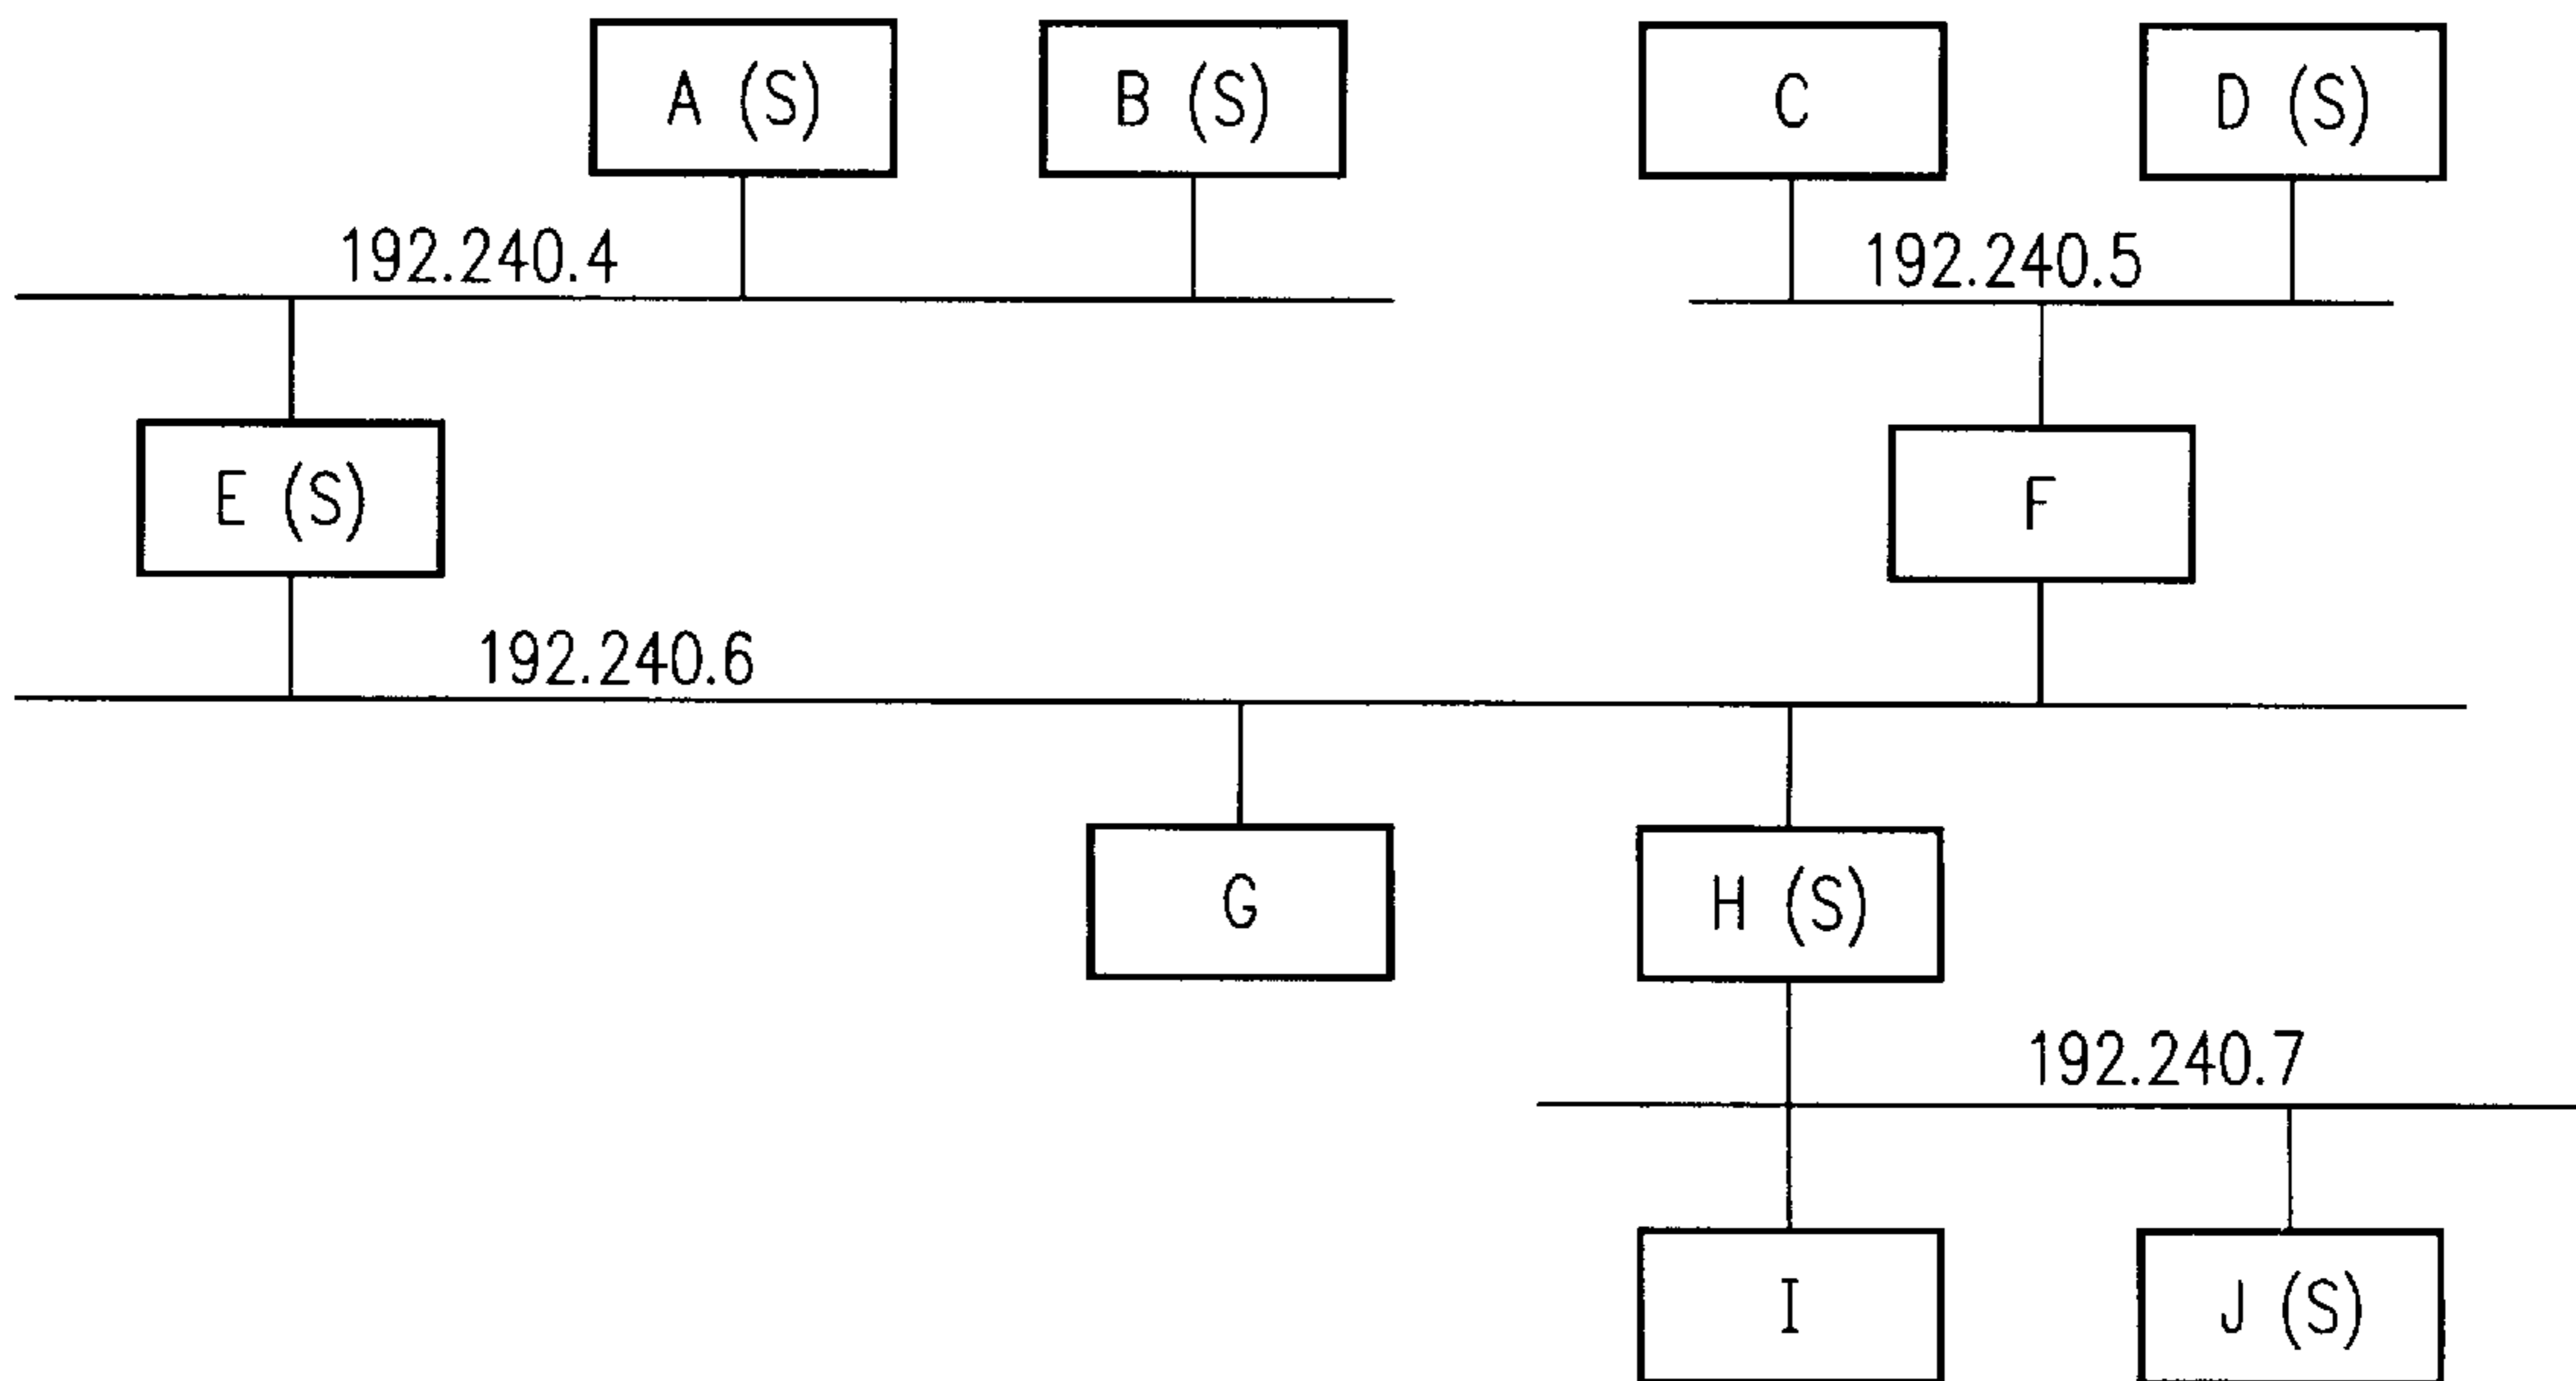 A (S)
B (S)
C
D (S)
192.240.4
192.240.5
E (S)
F
192.240.6
G
H (S)
192.240.7
I
J (S)